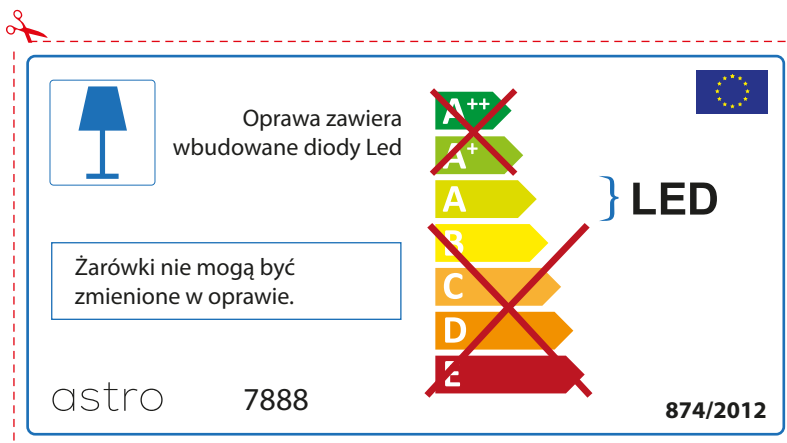 Oprawa zawiera
wbudowane diody Led
A++
A+
A
B
C
D
E
LED
Żarówki nie mogą być
zmienione w oprawie.
astro
7888
874/2012